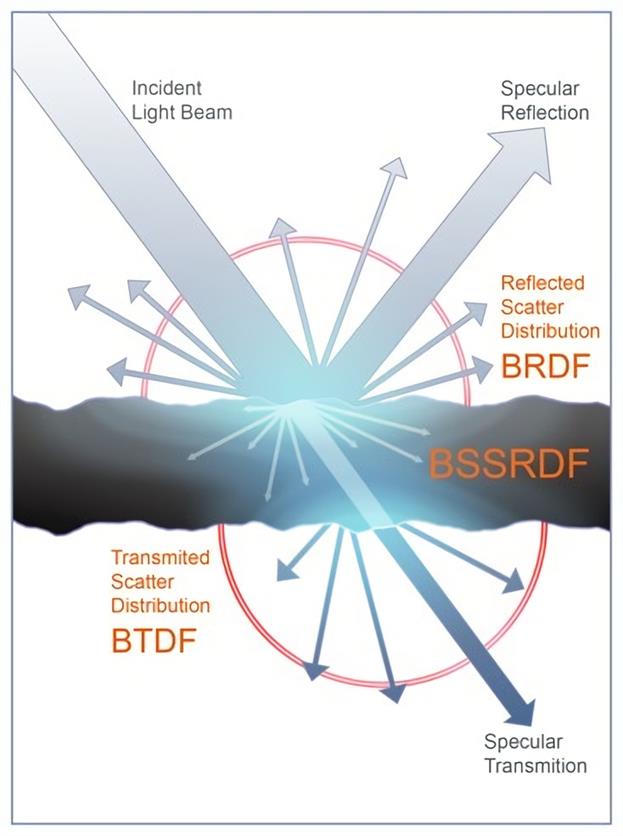 Incident
Light Beam
Specular
Reflection
Reflected
Scatter
Distribution
BRDF
BSSRDF
Transmited
Scatter
Distribution
BTDF
Specular
Transmition